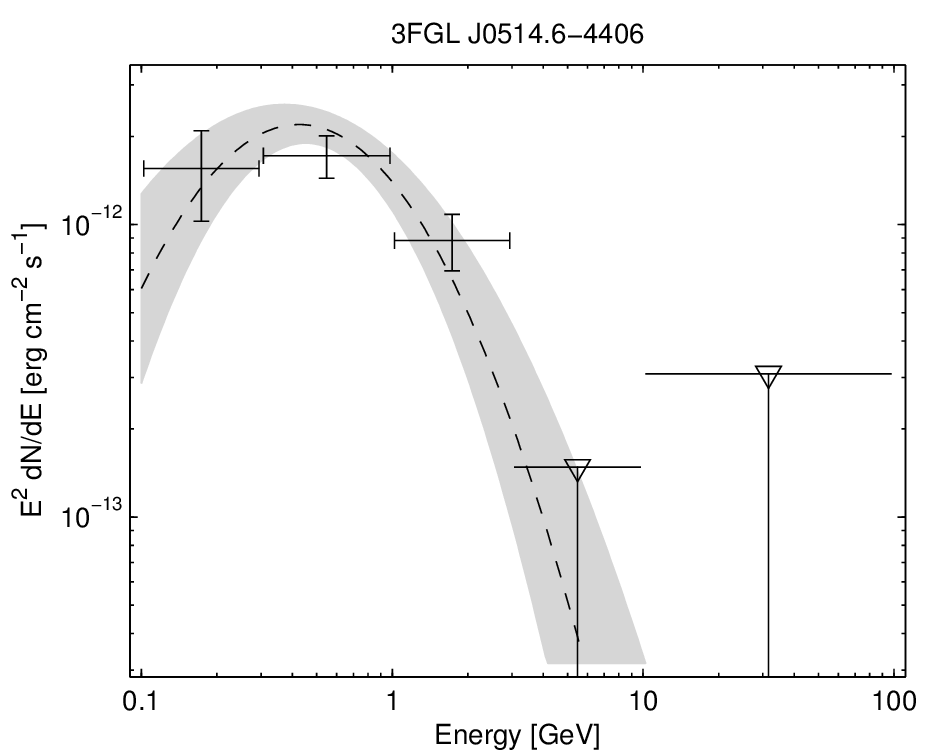 3FGL J0514.6−4406
E² dN/dE [erg cm⁻² s⁻¹]
10⁻¹²
10⁻¹³
0.1 1 10 100
Energy [GeV]